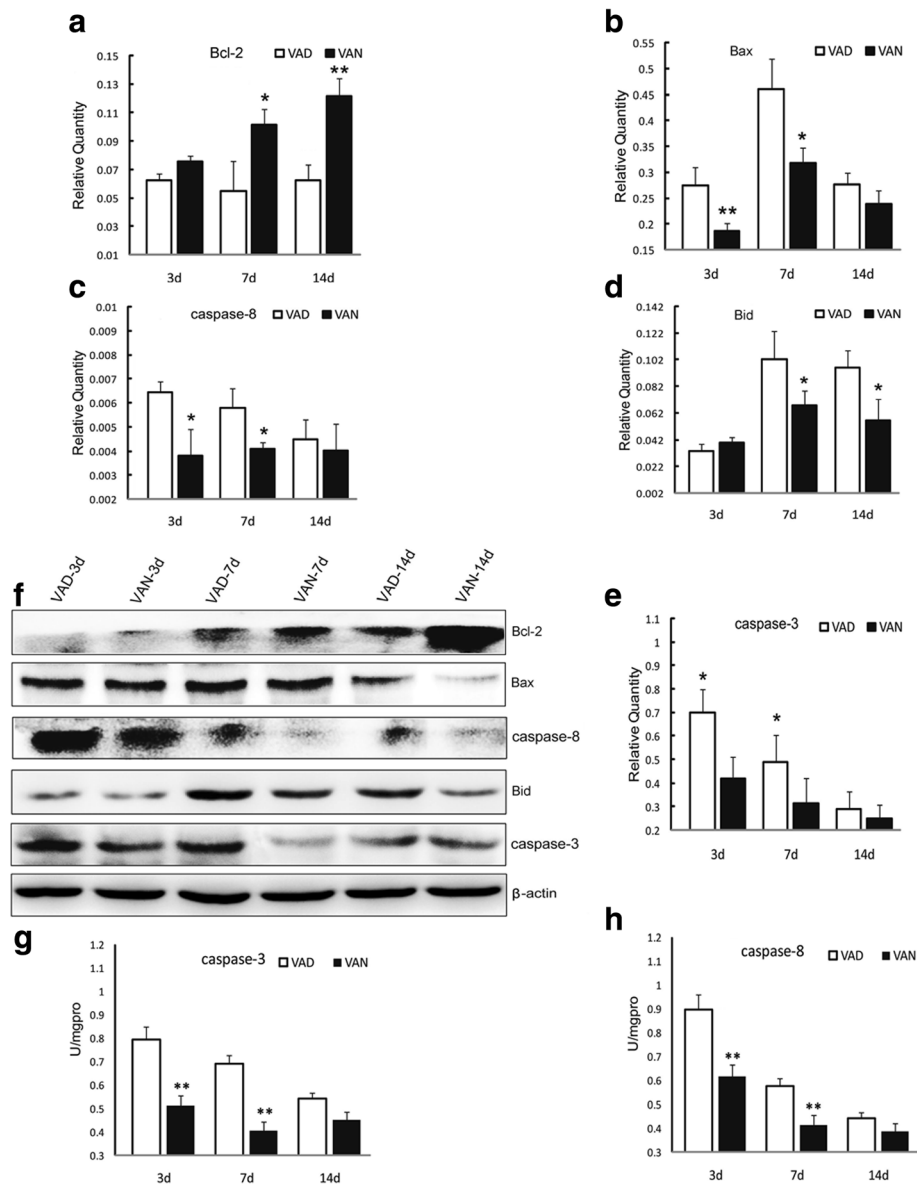 a
Bcl-2
VAD
VAN
Relative Quantity
0.15
0.13
0.11
0.09
0.07
0.05
0.03
0.01
*
**
3d
7d
14d
b
Bax
VAD
VAN
Relative Quantity
0.55
0.5
0.45
0.4
0.35
0.3
0.25
0.2
0.15
**
*
3d
7d
14d
c
caspase-8
VAD
VAN
Relative Quantity
0.01
0.009
0.009
0.007
0.006
0.005
0.004
0.003
0.002
*
*
3d
7d
14d
d
Bid
VAD
VAN
Relative Quantity
0.142
0.122
0.102
0.082
0.062
0.042
0.022
0.002
*
*
3d
7d
14d
f
VAD-3d
VAN-3d
VAD-7d
VAN-7d
VAD-14d
VAN-14d
Bcl-2
Bax
caspase-8
Bid
caspase-3
β-actin
e
caspase-3
VAD
VAN
Relative Quantity
1.1
1
0.9
0.8
0.7
0.6
0.5
0.4
0.3
0.2
*
*
3d
7d
14d
g
caspase-3
VAD
VAN
U/mgpro
1.2
1.1
1
0.9
0.8
0.7
0.6
0.5
0.4
0.3
**
**
3d
7d
14d
h
caspase-8
VAD
VAN
U/mgpro
1.2
1.1
1
0.9
0.8
0.7
0.6
0.5
0.4
0.3
**
**
3d
7d
14d